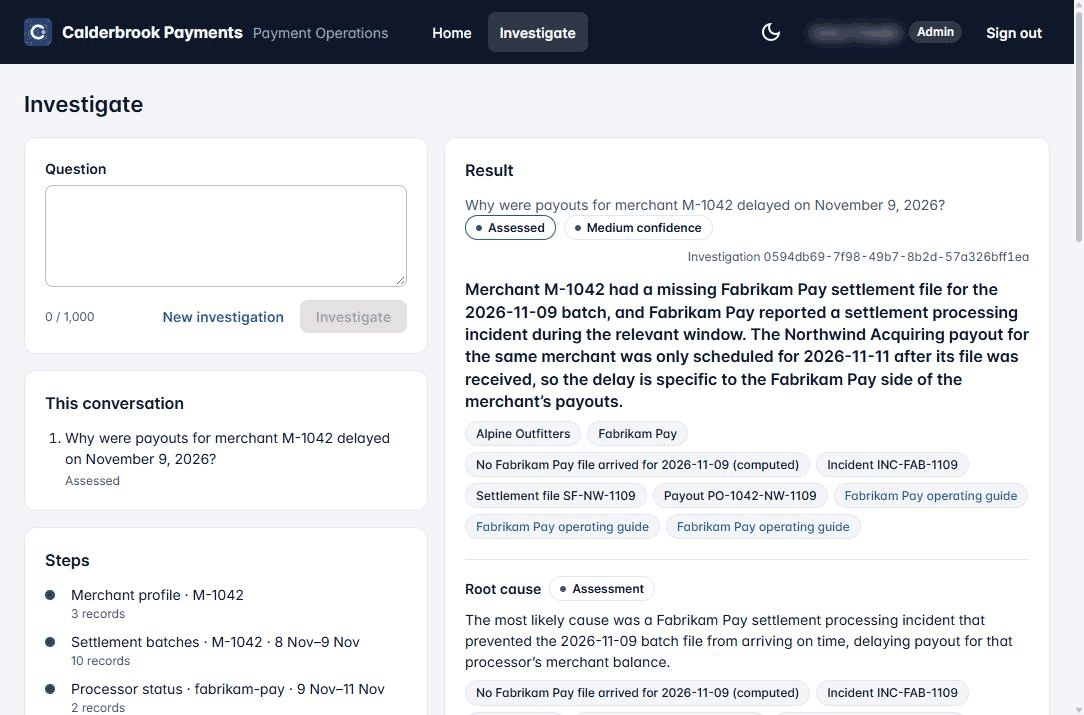 Calderbrook Payments Payment Operations Home Investigate Admin Sign out
Investigate
Question
0 / 1,000 New investigation Investigate
This conversation
1. Why were payouts for merchant M-1042 delayed
on November 9, 2026?
Assessed
Steps
Merchant profile · M-1042
3 records
Settlement batches · M-1042 · 8 Nov–9 Nov
10 records
Processor status · fabrikam-pay · 9 Nov–11 Nov
2 records
Result
Why were payouts for merchant M-1042 delayed on November 9, 2026?
Assessed Medium confidence
Investigation 0594db69-7f98-49b7-8b2d-57a326bff1ea
Merchant M-1042 had a missing Fabrikam Pay settlement file for the
2026-11-09 batch, and Fabrikam Pay reported a settlement processing
incident during the relevant window. The Northwind Acquiring payout for
the same merchant was only scheduled for 2026-11-11 after its file was
received, so the delay is specific to the Fabrikam Pay side of the
merchant’s payouts.
Alpine Outfitters Fabrikam Pay
No Fabrikam Pay file arrived for 2026-11-09 (computed) Incident INC-FAB-1109
Settlement file SF-NW-1109 Payout PO-1042-NW-1109 Fabrikam Pay operating guide
Fabrikam Pay operating guide Fabrikam Pay operating guide
Root cause Assessment
The most likely cause was a Fabrikam Pay settlement processing incident that
prevented the 2026-11-09 batch file from arriving on time, delaying payout for that
processor’s merchant balance.
No Fabrikam Pay file arrived for 2026-11-09 (computed) Incident INC-FAB-1109